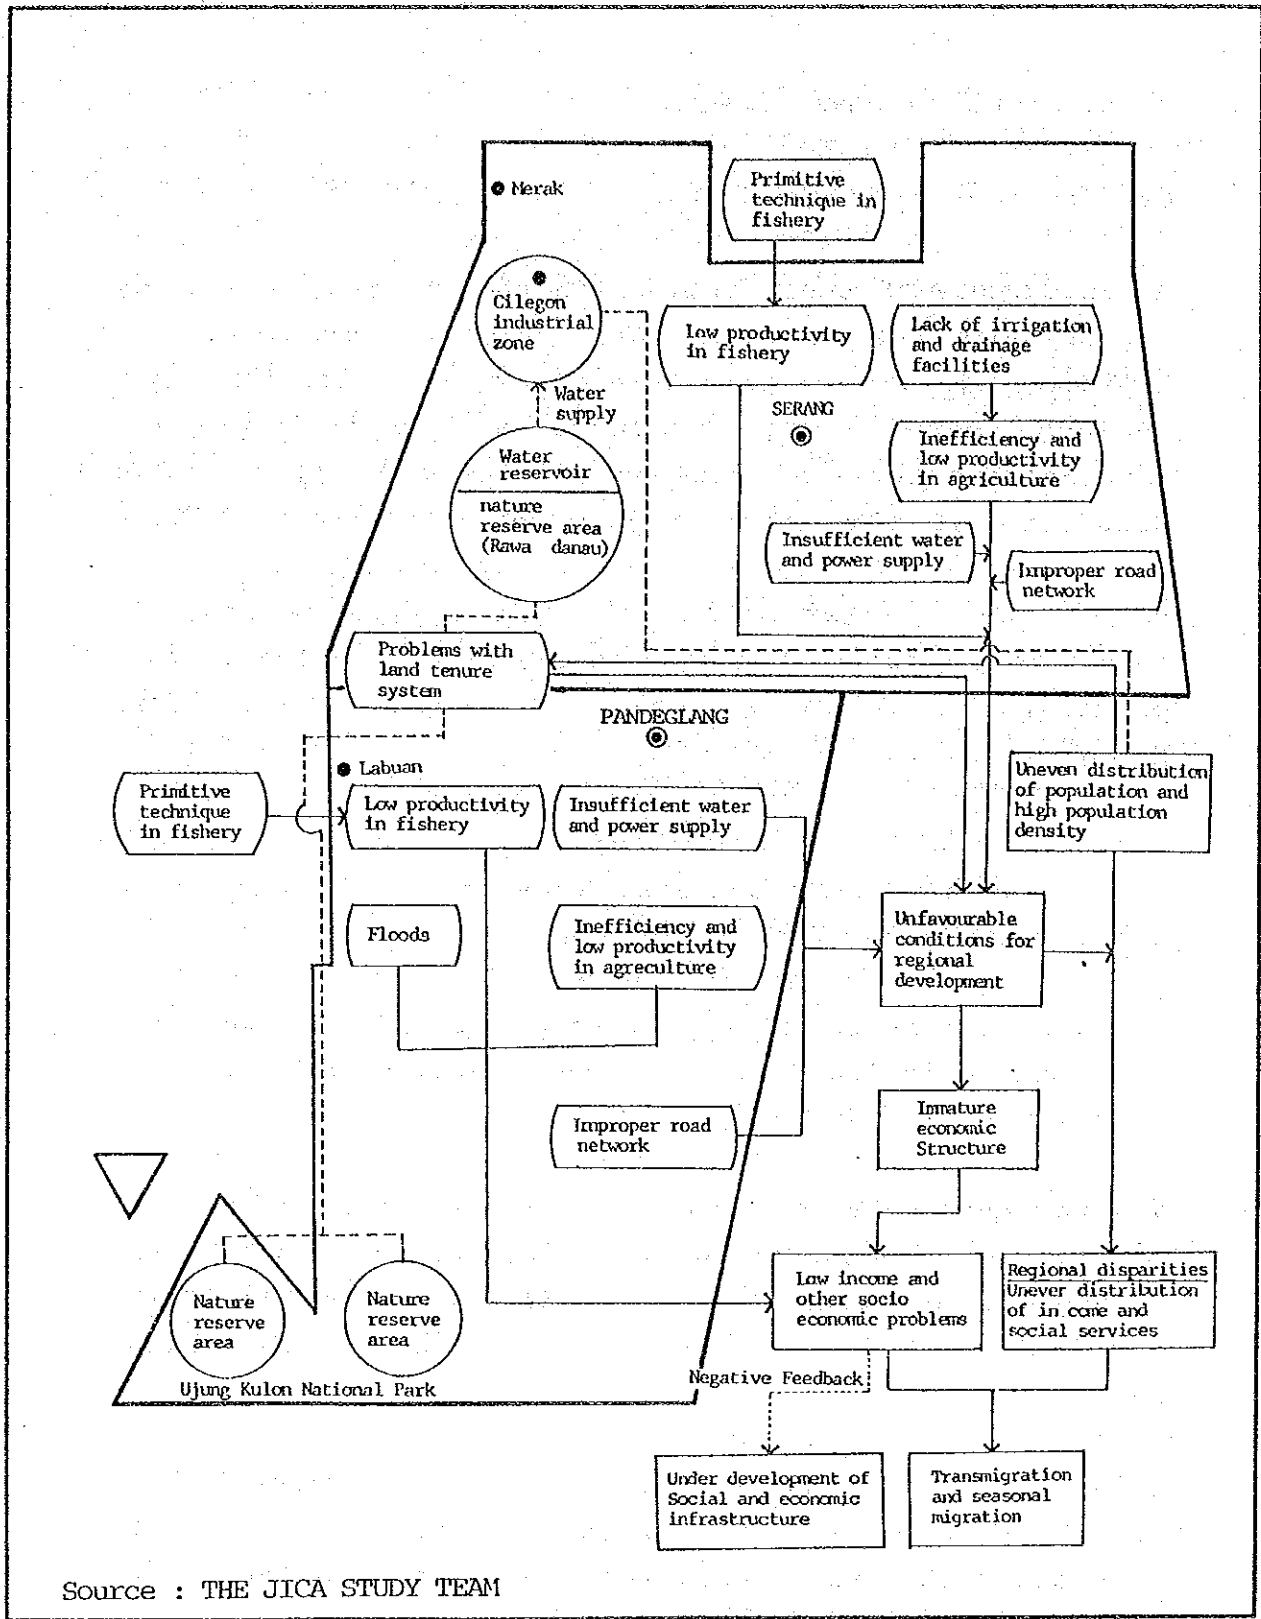 Merak
Primitive
technique in
fishery
Cilegon
industrial
zone
Low productivity
in fishery
Lack of irrigation
and drainage
facilities
Water
supply
SERANG
Inefficiency and
low productivity
in agriculture
Water
reservoir
nature
reserve area
(Rawa danau)
Insufficient water
and power supply
Improper road
network
Problems with
land tenure
system
PANDEGLANG
Labuan
Primitive
technique
in fishery
Low productivity
in fishery
Insufficient water
and power supply
Uneven distribution
of population and
high population
density
Floods
Inefficiency and
low productivity
in agreculture
Unfavourable
conditions for
regional
development
Improper road
network
Immature
economic
Structure
Nature
reserve
area
Nature
reserve
area
Ujung Kulon National Park
Low income and
other socio
economic problems
Regional disparities
Unever distribution
of in come and
social services
Negative Feedback
Under development of
Social and economic
infrastructure
Transmigration
and seasonal
migration
Source : THE JICA STUDY TEAM